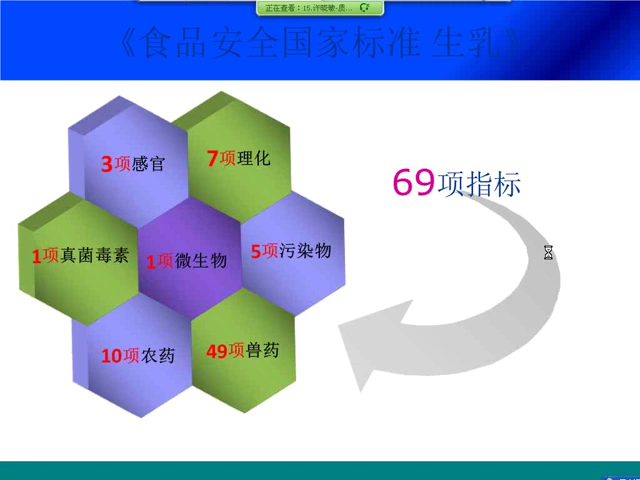 正在查看：15.许晓敏-质...
《食品安全国家标准 生乳》
3项感官
7项理化
69项指标
1项真菌毒素
1项微生物
5项污染物
10项农药
49项兽药